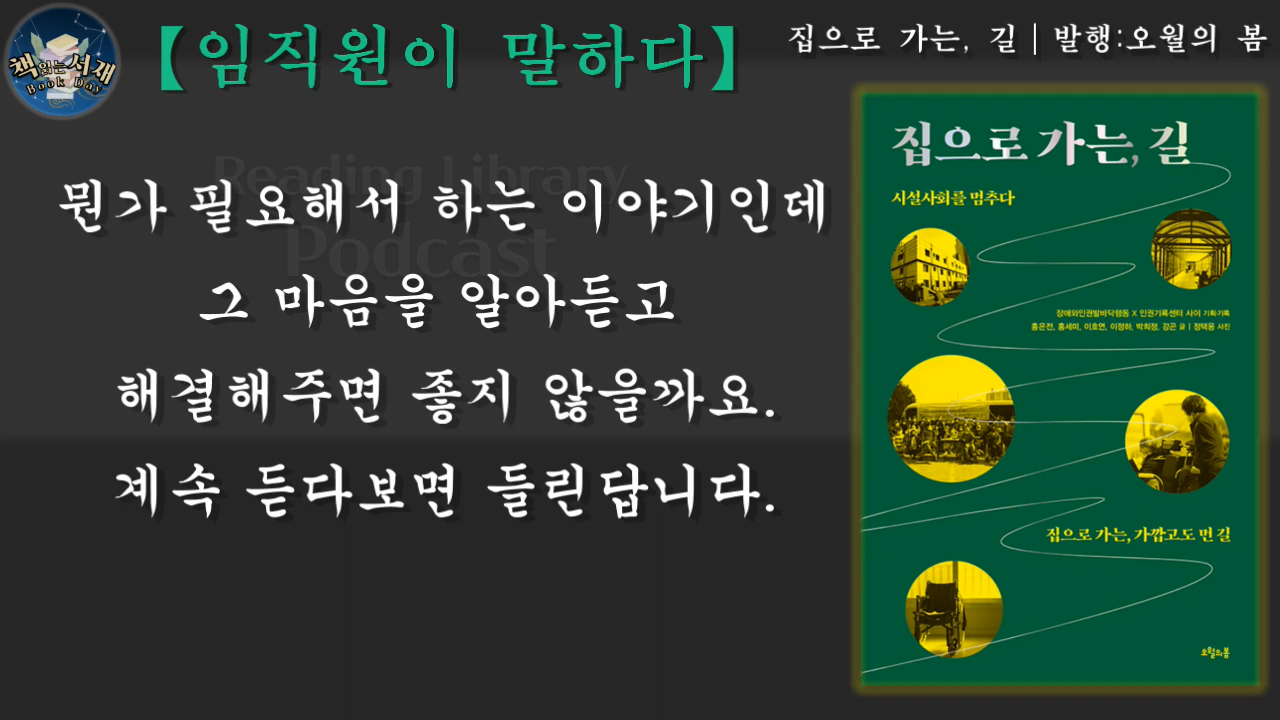 책읽는서재
Book Day
【임직원이 말하다】
집으로 가는, 길 | 발행:오월의 봄
Reading Library
Podcast
뭔가 필요해서 하는 이야기인데
그 마음을 알아듣고
해결해주면 좋지 않을까요.
계속 듣다보면 들린답니다.
집으로 가는, 길
시설사회를 멈추다
장애와인권발바닥행동 X 인권기록센터 사이 기획·기록
홍은전, 홍세미, 이호연, 이정하, 박희정, 강곤 글 | 정택용 사진
집으로 가는, 가깝고도 먼 길
오월의봄